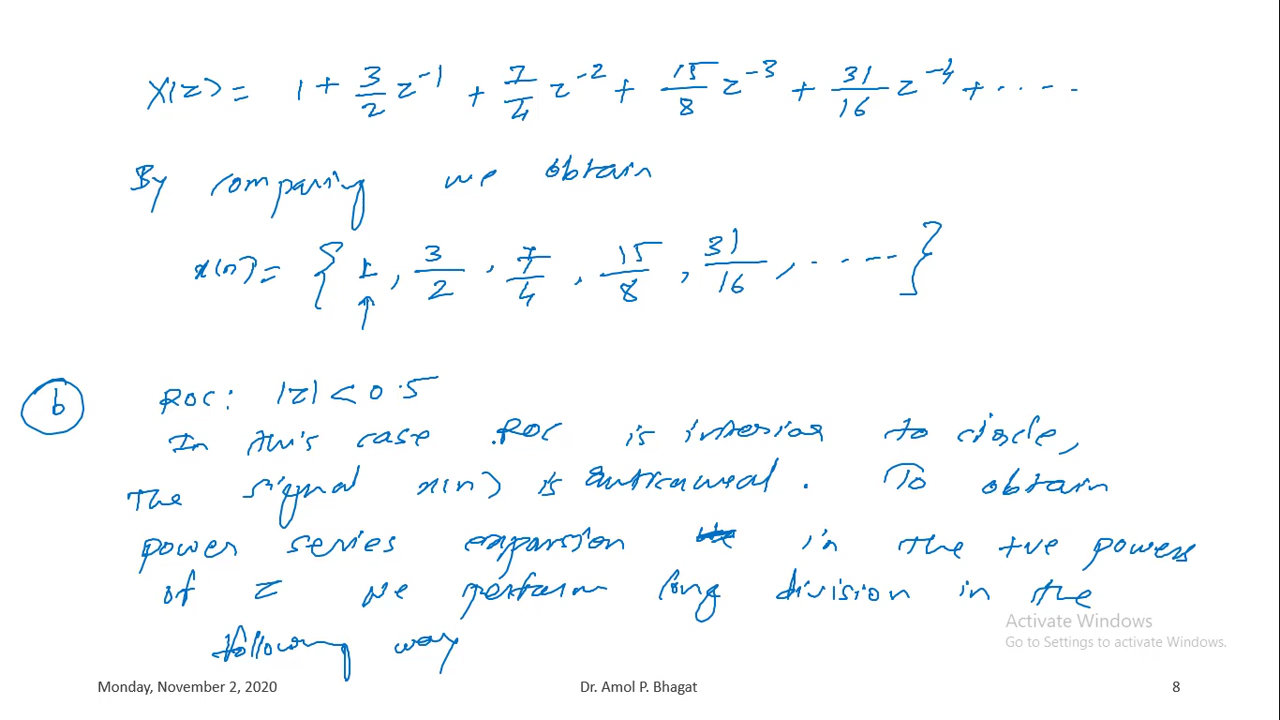 X(z) = 1 + 3/2 z^-1 + 7/4 z^-2 + 15/8 z^-3 + 31/16 z^-4 + ....
By comparing we obtain
x(n) = { 1, 3/2, 7/4, 15/8, 31/16, ..... }
↑
b ROC: |z| < 0.5
In this case ROC is interior to circle,
The signal x(n) is anticausal. To obtain
power series expansion in the +ve powers
of z we perform long division in the
following way
Activate Windows
Go to Settings to activate Windows.
Monday, November 2, 2020 Dr. Amol P. Bhagat 8